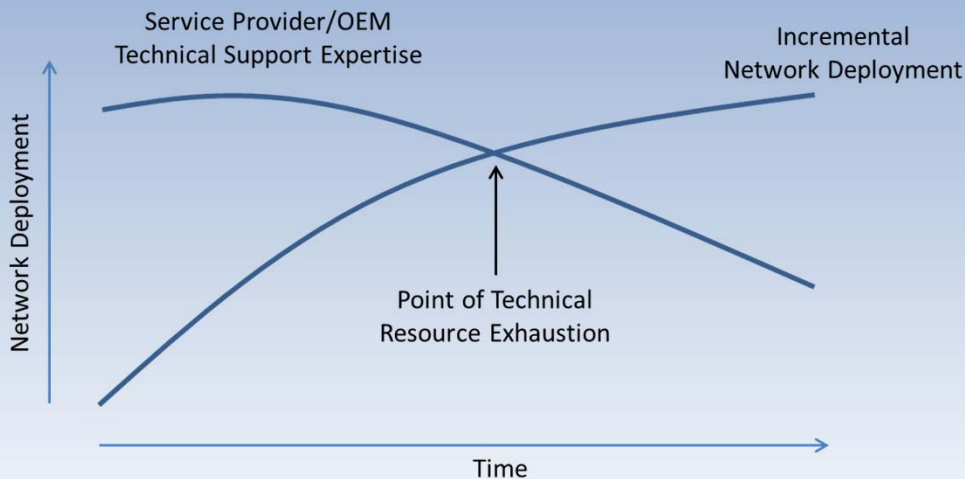 Service Provider/OEM
Technical Support Expertise
Incremental
Network Deployment
Network Deployment
Point of Technical
Resource Exhaustion
Time